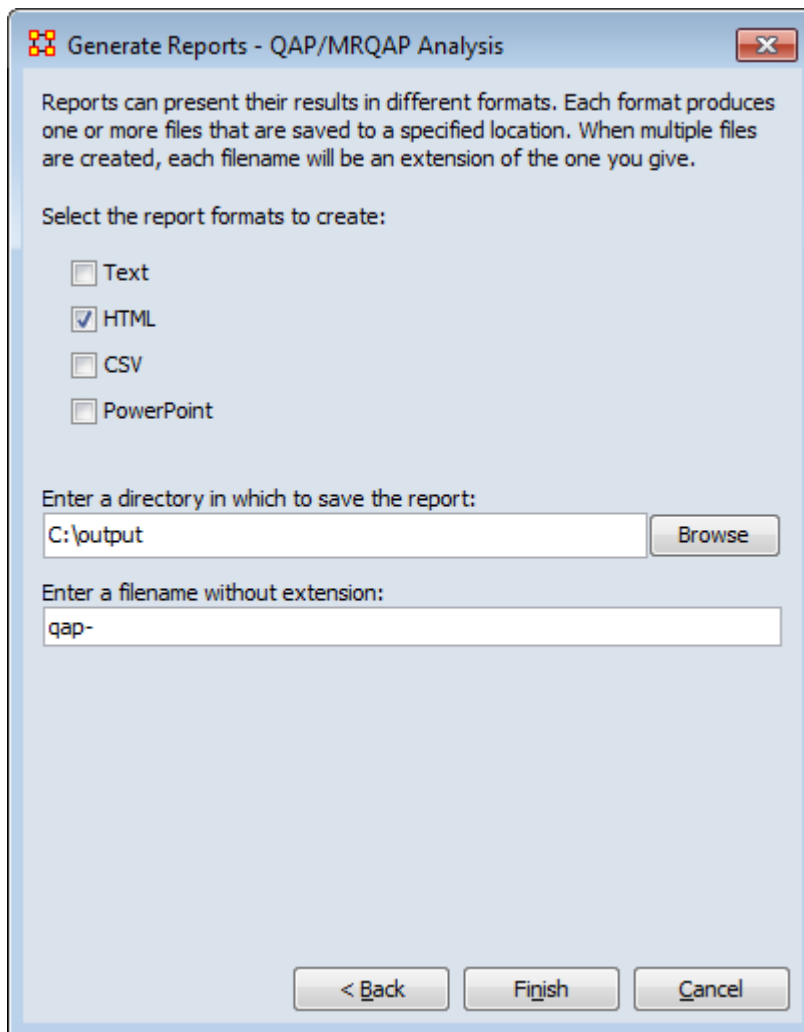 Generate Reports - QAP/MRQAP Analysis
Reports can present their results in different formats. Each format produces
one or more files that are saved to a specified location. When multiple files
are created, each filename will be an extension of the one you give.
Select the report formats to create:
Text
HTML
CSV
PowerPoint
Enter a directory in which to save the report:
C:\output
Browse
Enter a filename without extension:
qap-
< Back
Finish
Cancel